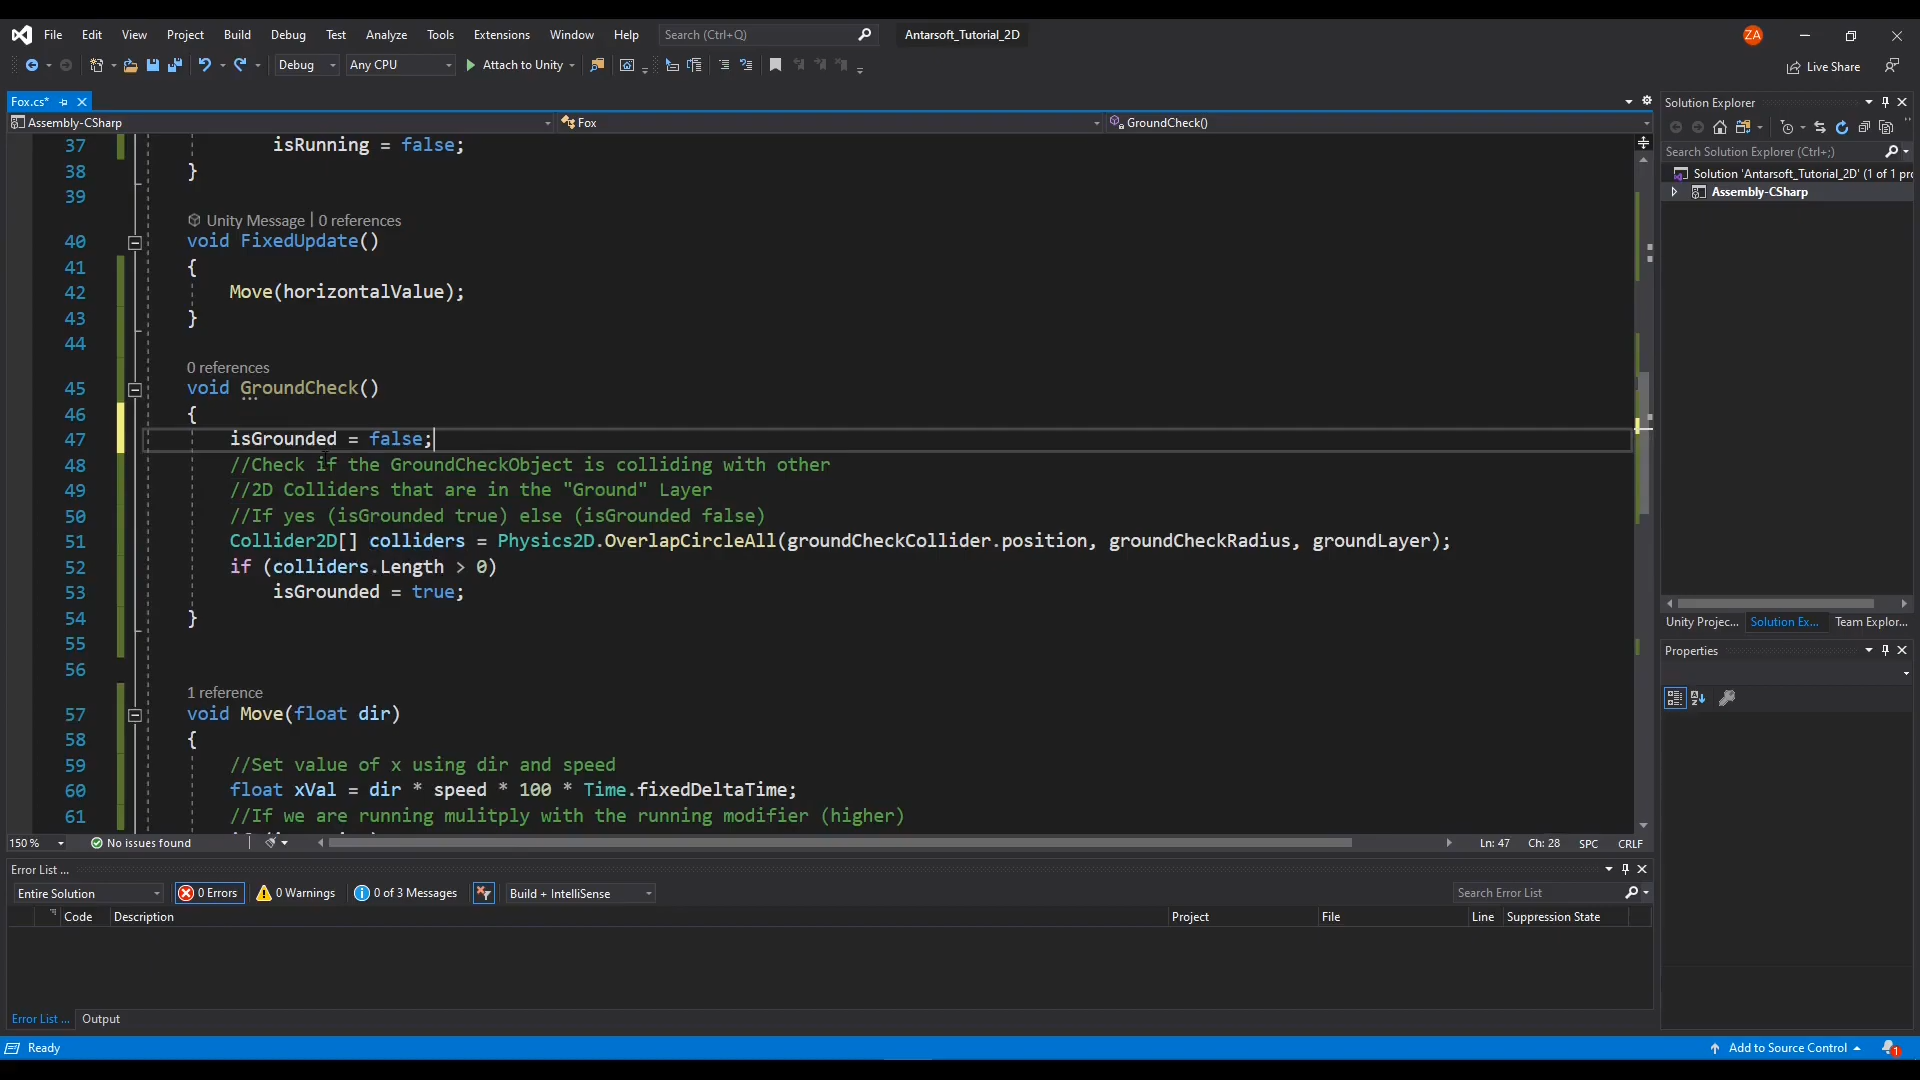 File Edit View Project Build Debug Test Analyze Tools Extensions Window Help Search (Ctrl+Q) Antarsoft_Tutorial_2D ZA
Debug Any CPU Attach to Unity Live Share
Fox.cs*
Assembly-CSharp Fox GroundCheck()
37 isRunning = false;
38 }
39
Unity Message | 0 references
40 void FixedUpdate()
41 {
42 Move(horizontalValue);
43 }
44
0 references
45 void GroundCheck()
46 {
47 isGrounded = false;
48 //Check if the GroundCheckObject is colliding with other
49 //2D Colliders that are in the "Ground" Layer
50 //If yes (isGrounded true) else (isGrounded false)
51 Collider2D[] colliders = Physics2D.OverlapCircleAll(groundCheckCollider.position, groundCheckRadius, groundLayer);
52 if (colliders.Length > 0)
53 isGrounded = true;
54 }
55
56
1 reference
57 void Move(float dir)
58 {
59 //Set value of x using dir and speed
60 float xVal = dir * speed * 100 * Time.fixedDeltaTime;
61 //If we are running mulitply with the running modifier (higher)
150 % No issues found Ln: 47 Ch: 28 SPC CRLF
Error List ...
Entire Solution 0 Errors 0 Warnings 0 of 3 Messages Build + IntelliSense Search Error List
Code Description Project File Line Suppression State
Error List ... Output
Ready Add to Source Control 1
Solution Explorer
Search Solution Explorer (Ctrl+;)
Solution 'Antarsoft_Tutorial_2D' (1 of 1 pro
Assembly-CSharp
Unity Projec... Solution Ex... Team Explor...
Properties